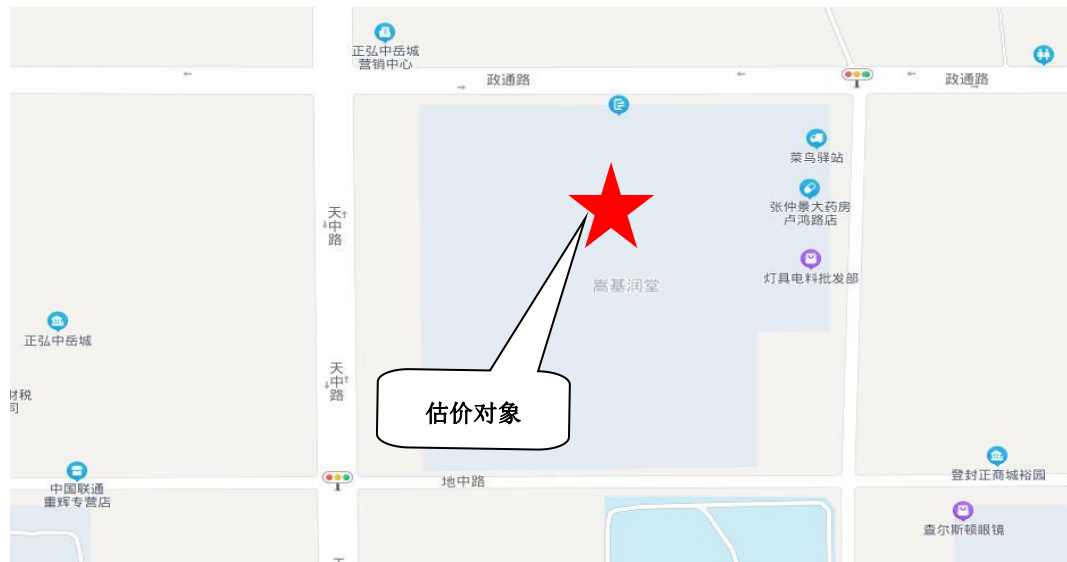 正弘中岳城
营销中心
政通路
政通路
菜鸟驿站
张仲景大药房
卢鸿路店
天中路
嵩基润堂
灯具电料批发部
正弘中岳城
天中路
财税
司
估价对象
地中路
中国联通
重辉专营店
登封正商城裕园
查尔斯顿眼镜